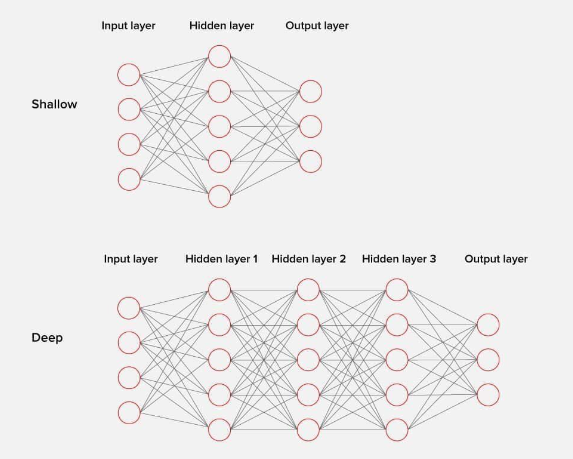 Input layer Hidden layer Output layer
Shallow
Input layer Hidden layer 1 Hidden layer 2 Hidden layer 3 Output layer
Deep